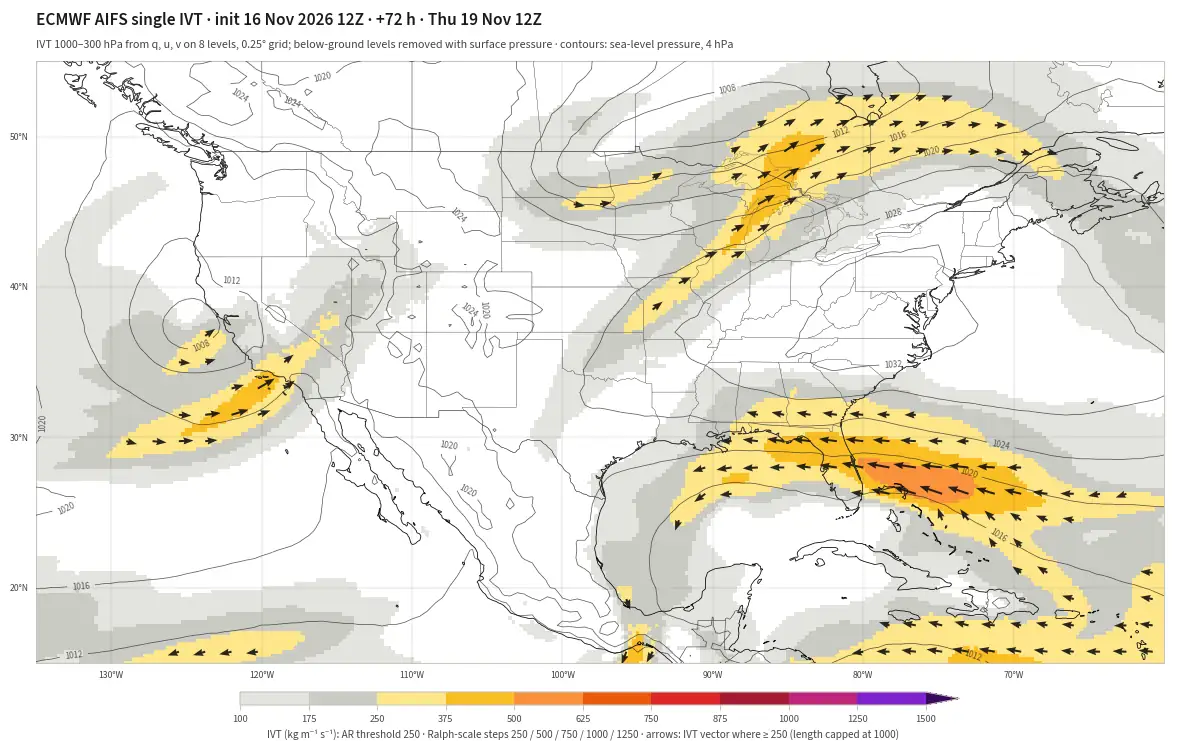 ECMWF AIFS single IVT · init 16 Nov 2026 12Z · +72 h · Thu 19 Nov 12Z
IVT 1000–300 hPa from q, u, v on 8 levels, 0.25° grid; below-ground levels removed with surface pressure · contours: sea-level pressure, 4 hPa
1020
1024
1024
1008
50°N
1012
1016
1020
1024
1028
1012
40°N
1024
1020
1008
1032
1020
30°N
1020
1024
1020
1020
1020
1016
1016
20°N
1012
1012
130°W 120°W 110°W 100°W 90°W 80°W 70°W
100 175 250 375 500 625 750 875 1000 1250 1500
IVT (kg m⁻¹ s⁻¹): AR threshold 250 · Ralph-scale steps 250 / 500 / 750 / 1000 / 1250 · arrows: IVT vector where ≥ 250 (length capped at 1000)